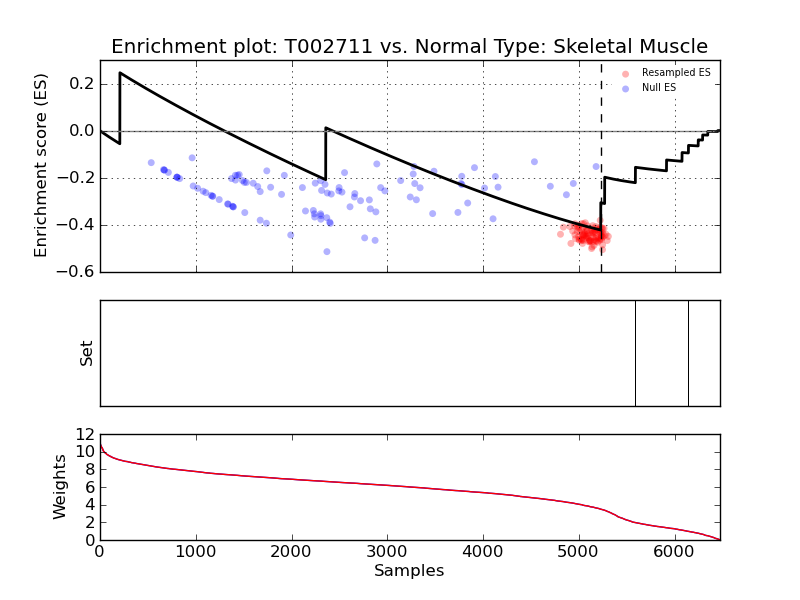 Enrichment plot: T002711 vs. Normal Type: Skeletal Muscle
Enrichment score (ES)
0.2
0.0
−0.2
−0.4
−0.6
Resampled ES
Null ES
Set
Weights
12
10
8
6
4
2
0
0 1000 2000 3000 4000 5000 6000
Samples